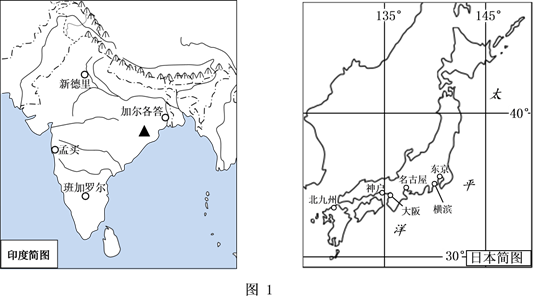 新德里
加尔各答
孟买
班加罗尔
印度简图
135°
145°
太
40°
平
东京
名古屋
神户
北九州
大阪
横滨
洋
30°
日本简图
图 1